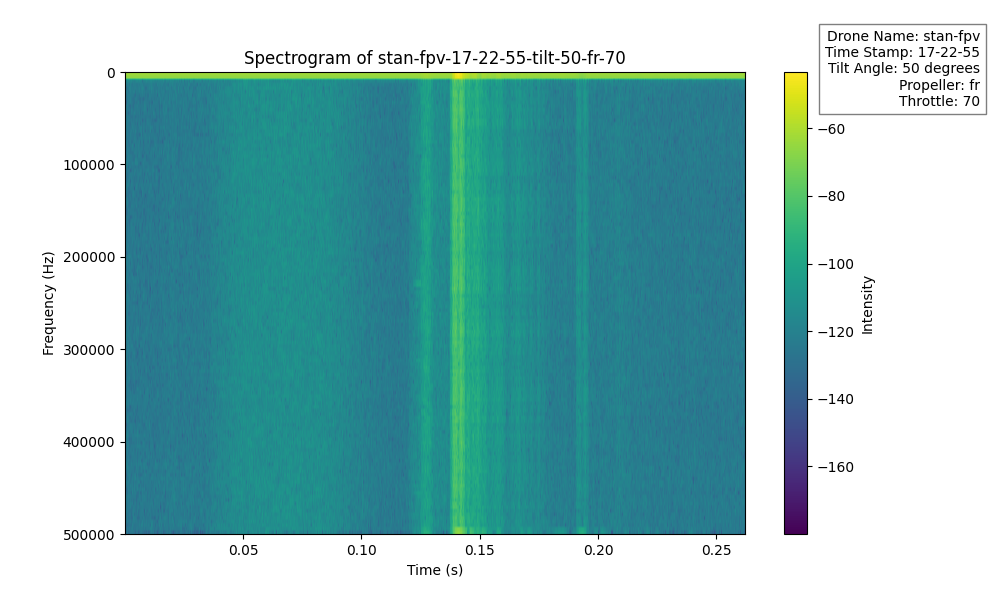 Drone Name: stan-fpv
Time Stamp: 17-22-55
Tilt Angle: 50 degrees
Propeller: fr
Throttle: 70
Spectrogram of stan-fpv-17-22-55-tilt-50-fr-70
0
100000
200000
300000
400000
500000
Frequency (Hz)
0.05
0.10
0.15
0.20
0.25
Time (s)
−60
−80
−100
−120
−140
−160
Intensity